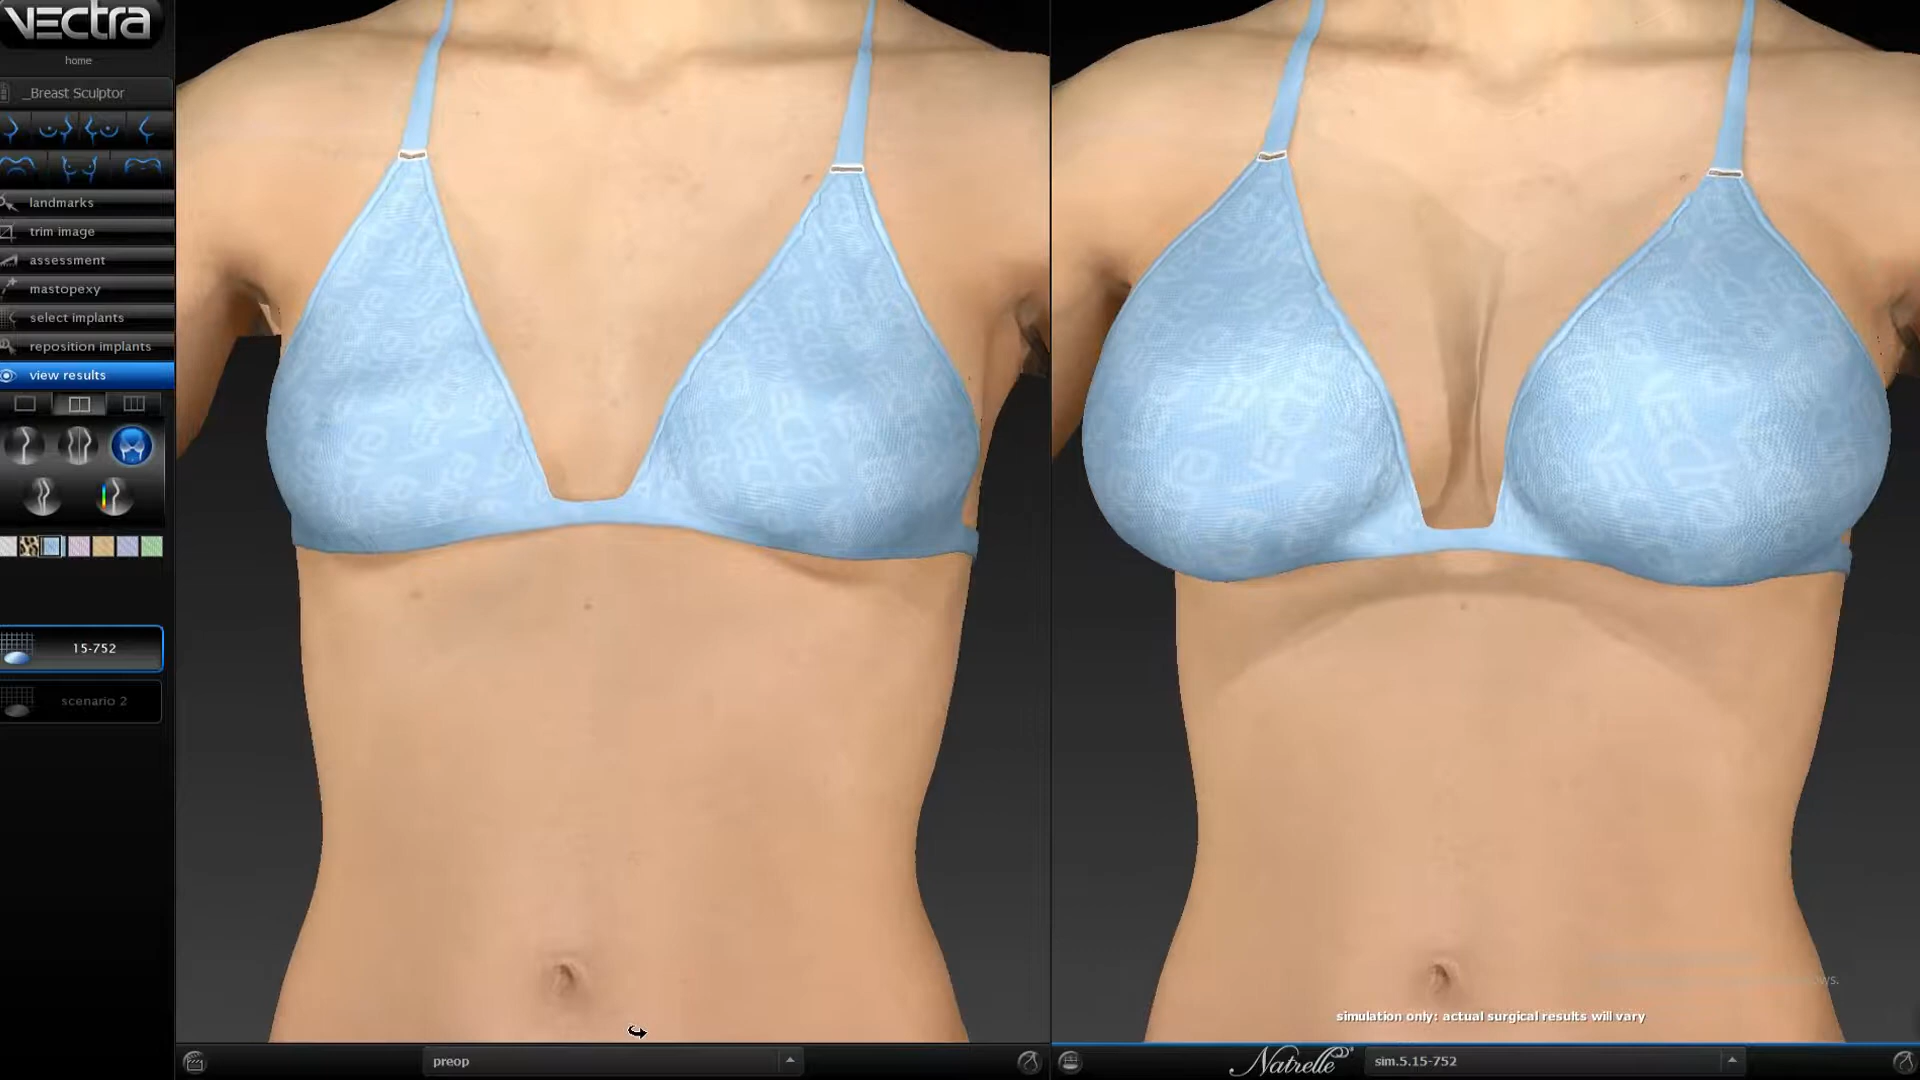 vectra
home
_Breast Sculptor
landmarks
trim image
assessment
mastopexy
select implants
reposition implants
view results
15-752
scenario 2
simulation only: actual surgical results will vary
preop
Natrelle®
sim.5.15-752